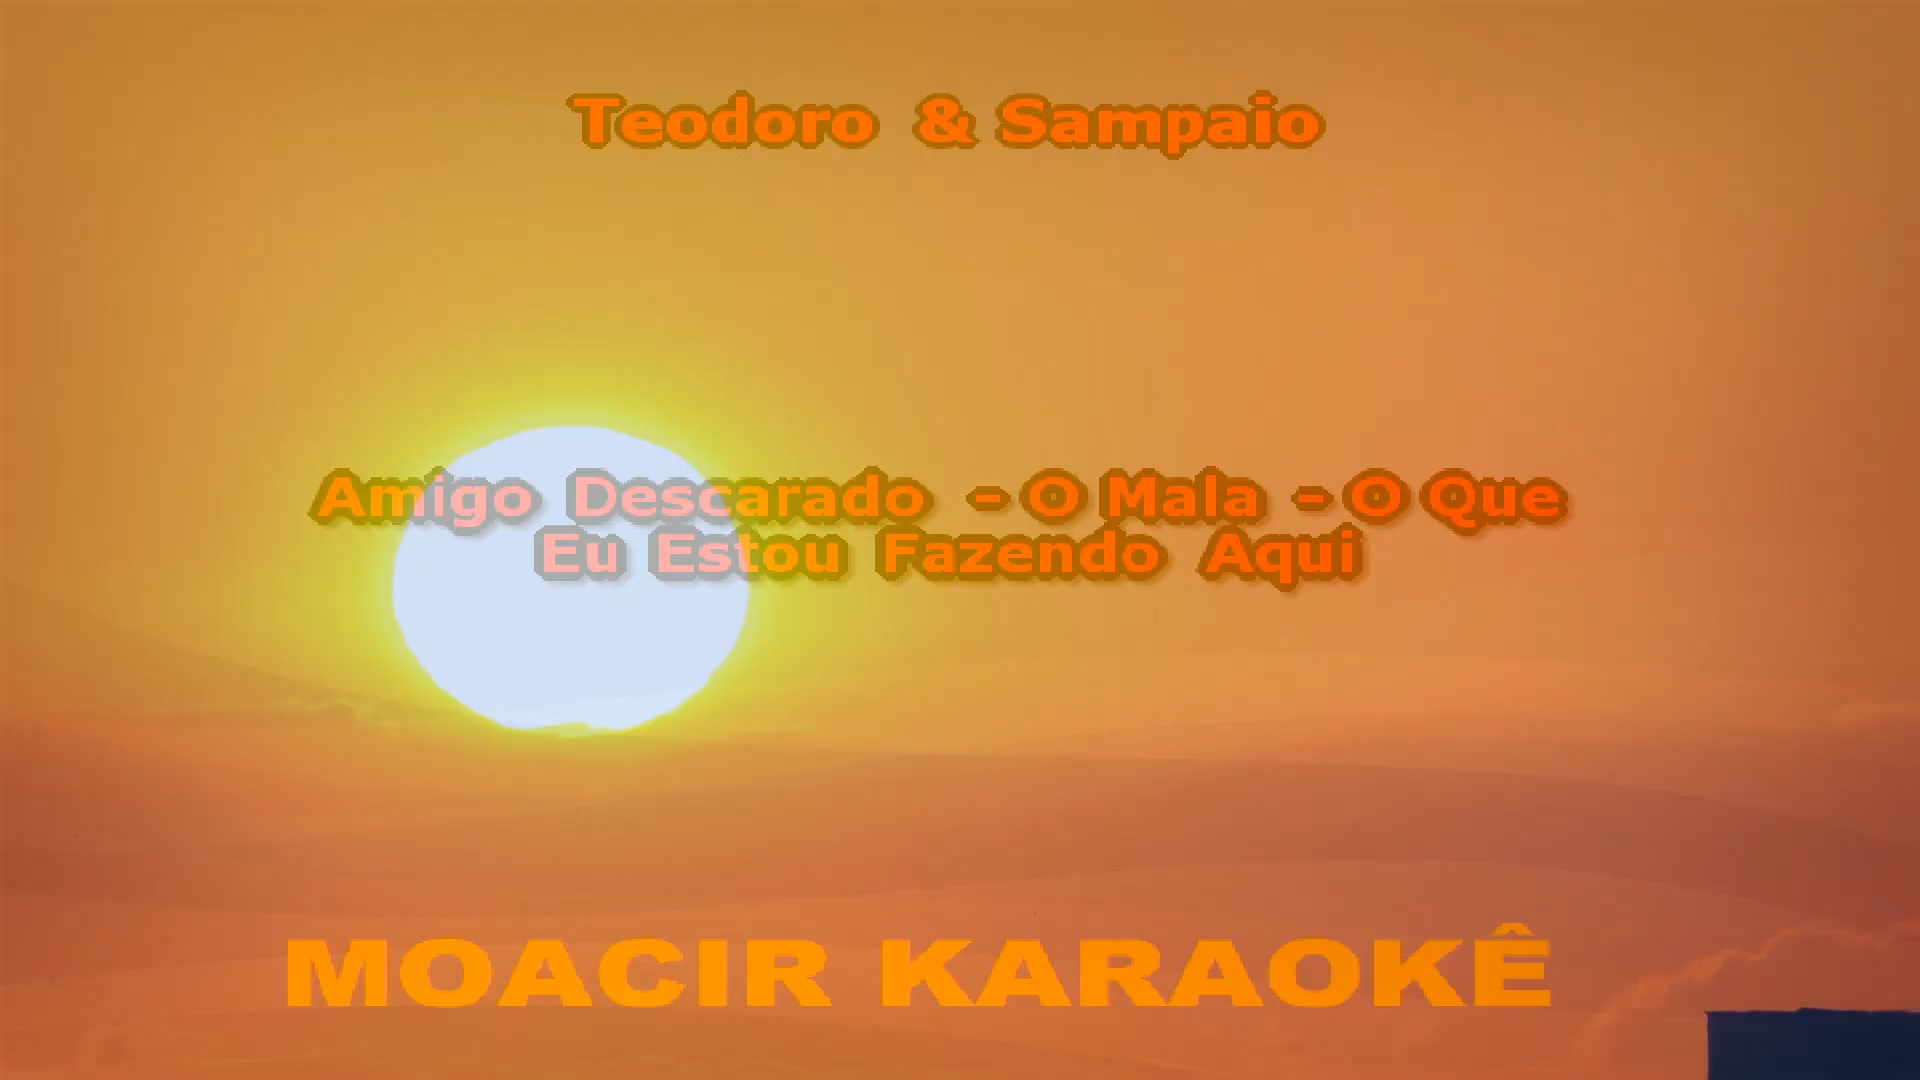 Teodoro & Sampaio
Amigo Descarado - O Mala - O Que
Eu Estou Fazendo Aqui
MOACIR KARAOKÊ